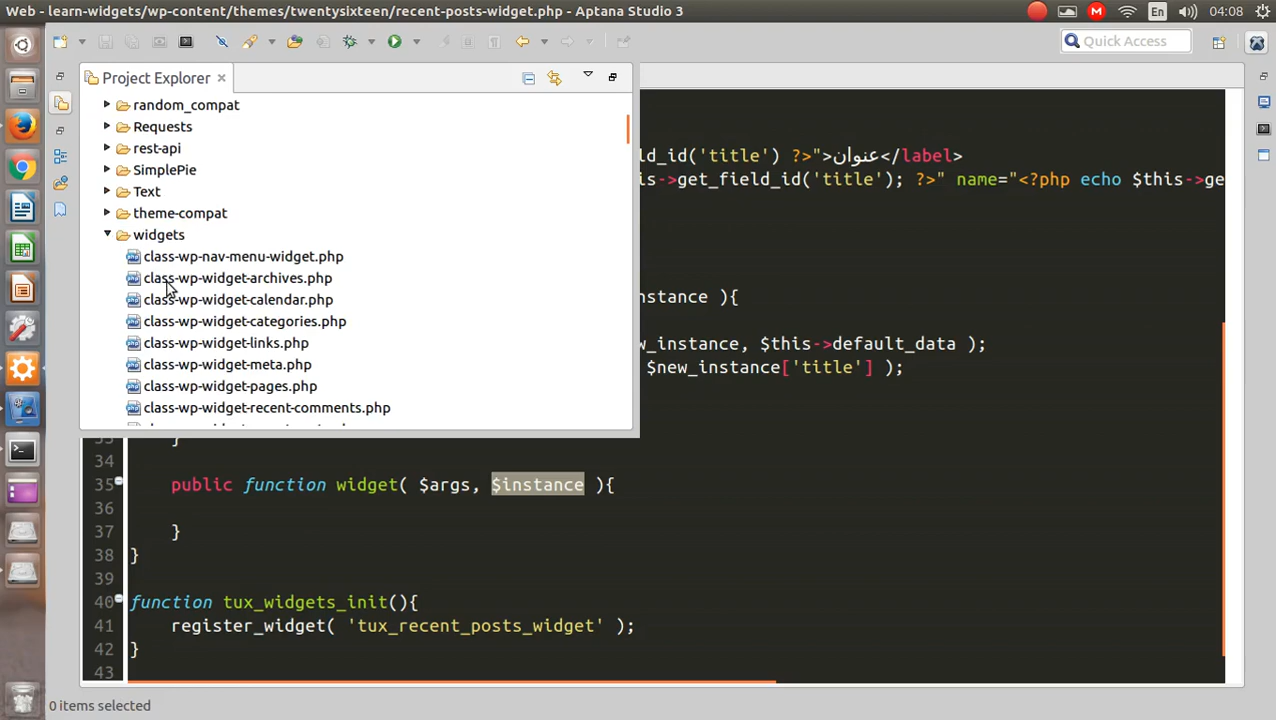 Web - learn-widgets/wp-content/themes/twentysixteen/recent-posts-widget.php - Aptana Studio 3
En
04:08
Quick Access
Project Explorer
random_compat
Requests
rest-api
SimplePie
Text
theme-compat
widgets
class-wp-nav-menu-widget.php
class-wp-widget-archives.php
class-wp-widget-calendar.php
class-wp-widget-categories.php
class-wp-widget-links.php
class-wp-widget-meta.php
class-wp-widget-pages.php
class-wp-widget-recent-comments.php
ld_id('title') ?>">عنوان</label>
is->get_field_id('title'); ?>" name="<?php echo $this->ge
nstance ){
w_instance, $this->default_data );
$new_instance['title'] );
}
34
35 public function widget( $args, $instance ){
36
37 }
38 }
39
40 function tux_widgets_init(){
41 register_widget( 'tux_recent_posts_widget' );
42 }
43
0 items selected